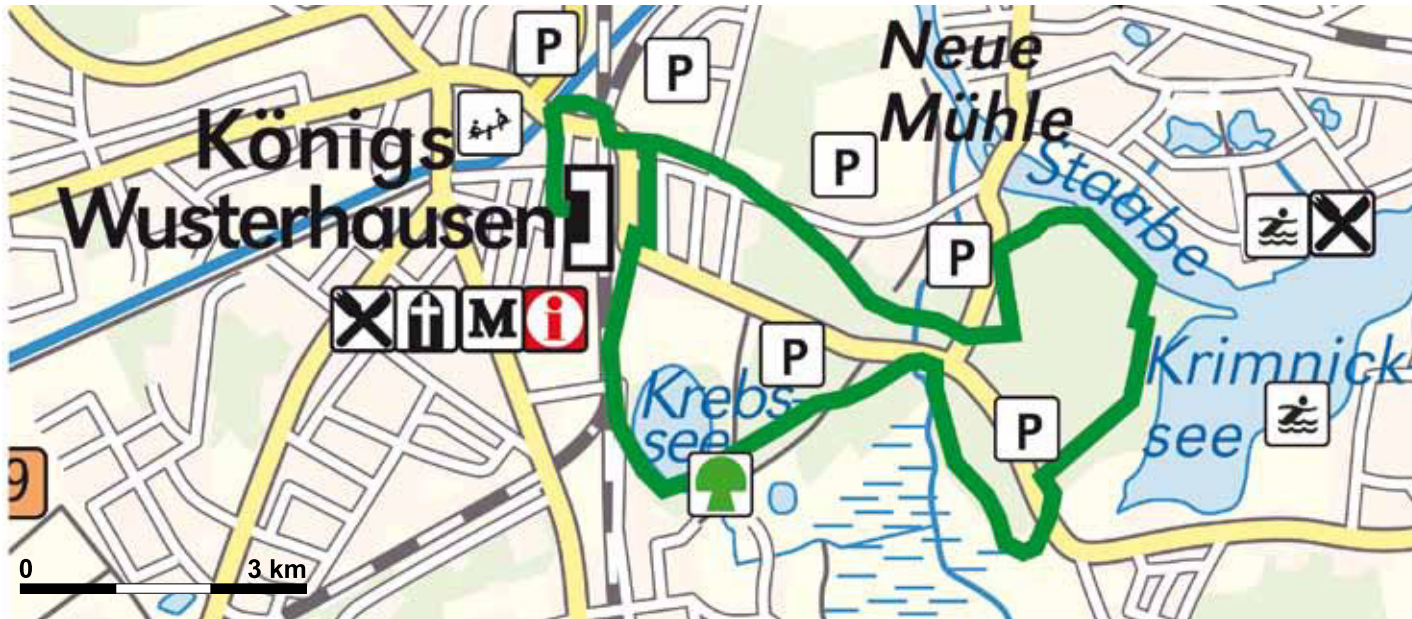 P
P
Neue
Mühle
Königs
Wusterhausen
P
Staabe
P
M
i
P
Krebs-
see
Krimnick-
see
P
9
0 3 km